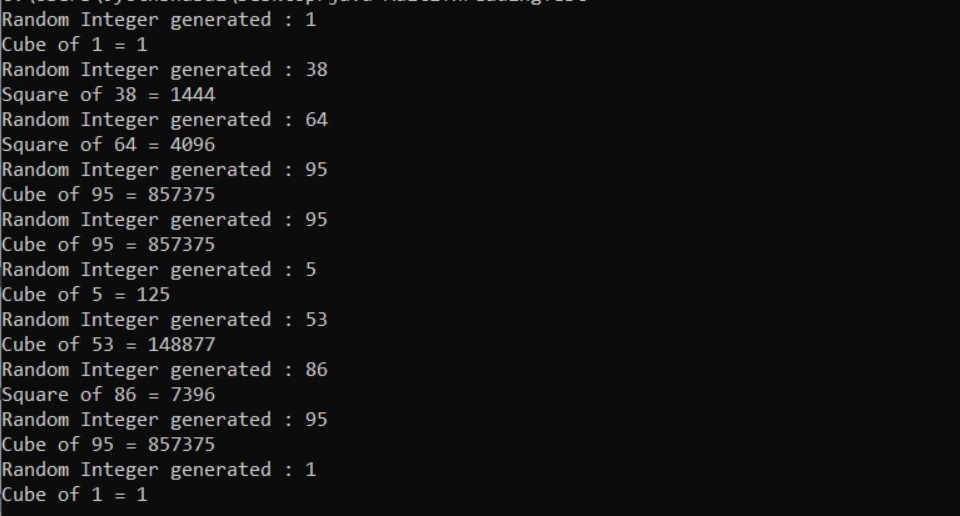 Random Integer generated : 1
Cube of 1 = 1
Random Integer generated : 38
Square of 38 = 1444
Random Integer generated : 64
Square of 64 = 4096
Random Integer generated : 95
Cube of 95 = 857375
Random Integer generated : 95
Cube of 95 = 857375
Random Integer generated : 5
Cube of 5 = 125
Random Integer generated : 53
Cube of 53 = 148877
Random Integer generated : 86
Square of 86 = 7396
Random Integer generated : 95
Cube of 95 = 857375
Random Integer generated : 1
Cube of 1 = 1